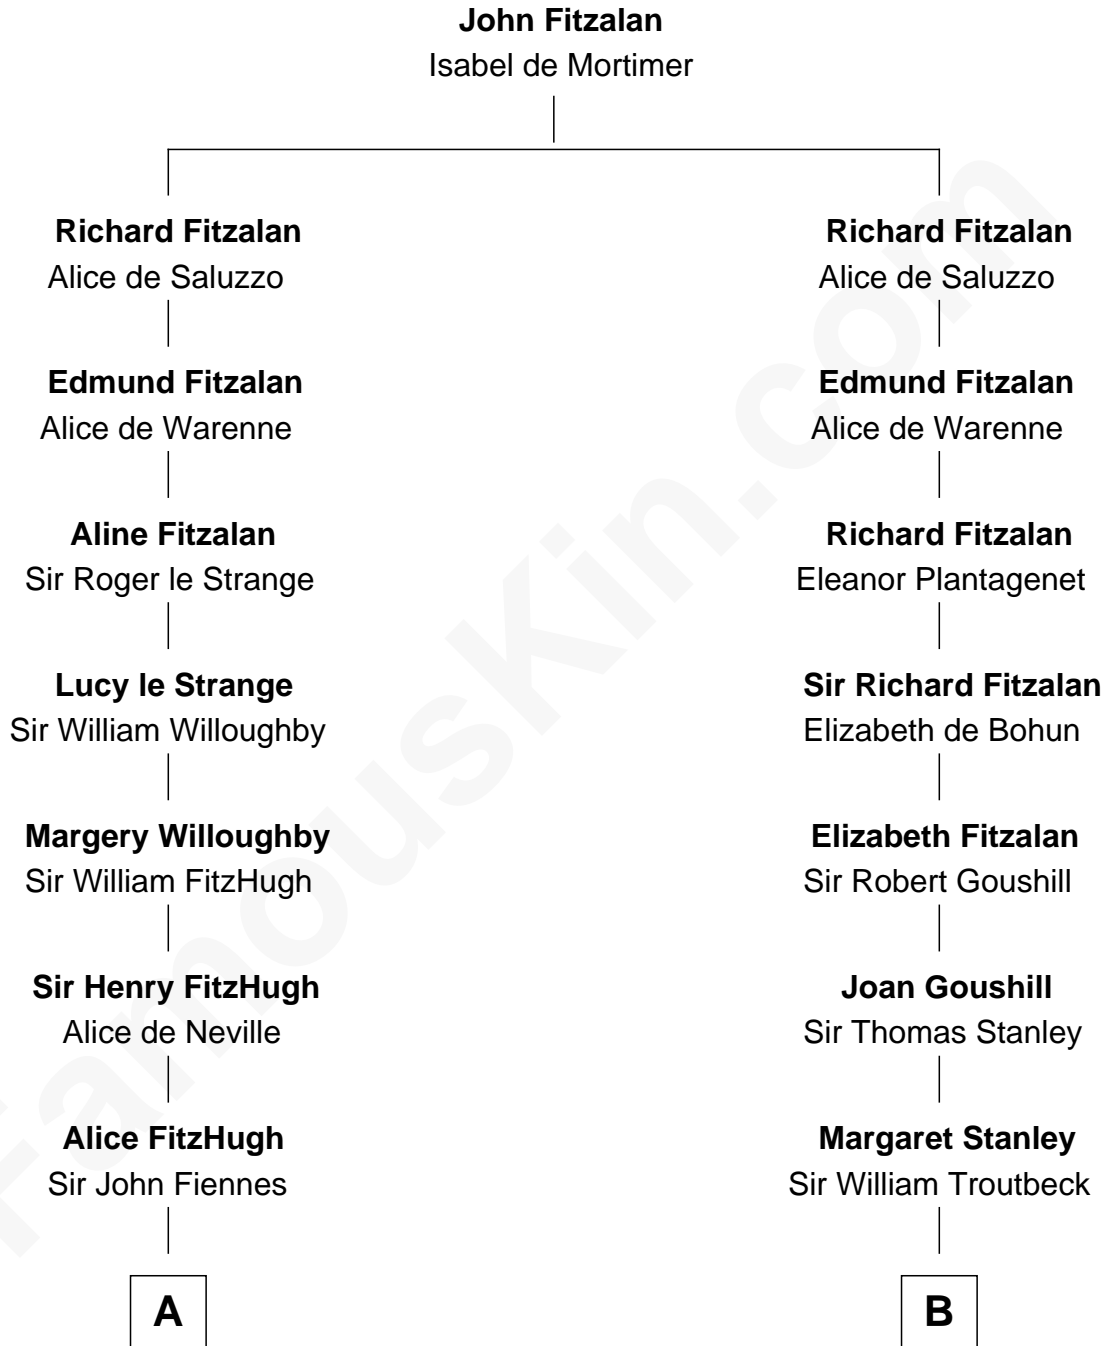 John Fitzalan
Isabel de Mortimer
Richard Fitzalan
Alice de Saluzzo
Richard Fitzalan
Alice de Saluzzo
Edmund Fitzalan
Alice de Warenne
Edmund Fitzalan
Alice de Warenne
Aline Fitzalan
Sir Roger le Strange
Richard Fitzalan
Eleanor Plantagenet
Lucy le Strange
Sir William Willoughby
Sir Richard Fitzalan
Elizabeth de Bohun
Margery Willoughby
Sir William FitzHugh
Elizabeth Fitzalan
Sir Robert Goushill
Sir Henry FitzHugh
Alice de Neville
Joan Goushill
Sir Thomas Stanley
Alice FitzHugh
Sir John Fiennes
Margaret Stanley
Sir William Troutbeck
A
B
FamousKin.com